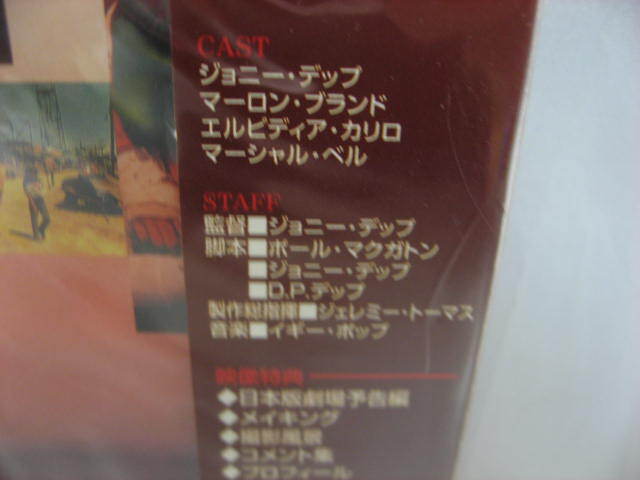 CAST
ジョニー・デップ
マーロン・ブランド
エルピディア・カリロ
マーシャル・ベル
STAFF
監督■ジョニー・デップ
脚本■ポール・マクガトン
■ジョニー・デップ
■D.P.デップ
製作総指揮■ジェレミー・トーマス
音楽■イギー・ポップ
映像特典
◆日本版劇場予告編
◆メイキング
◆撮影風景
◆コメント集
◆プロフィール